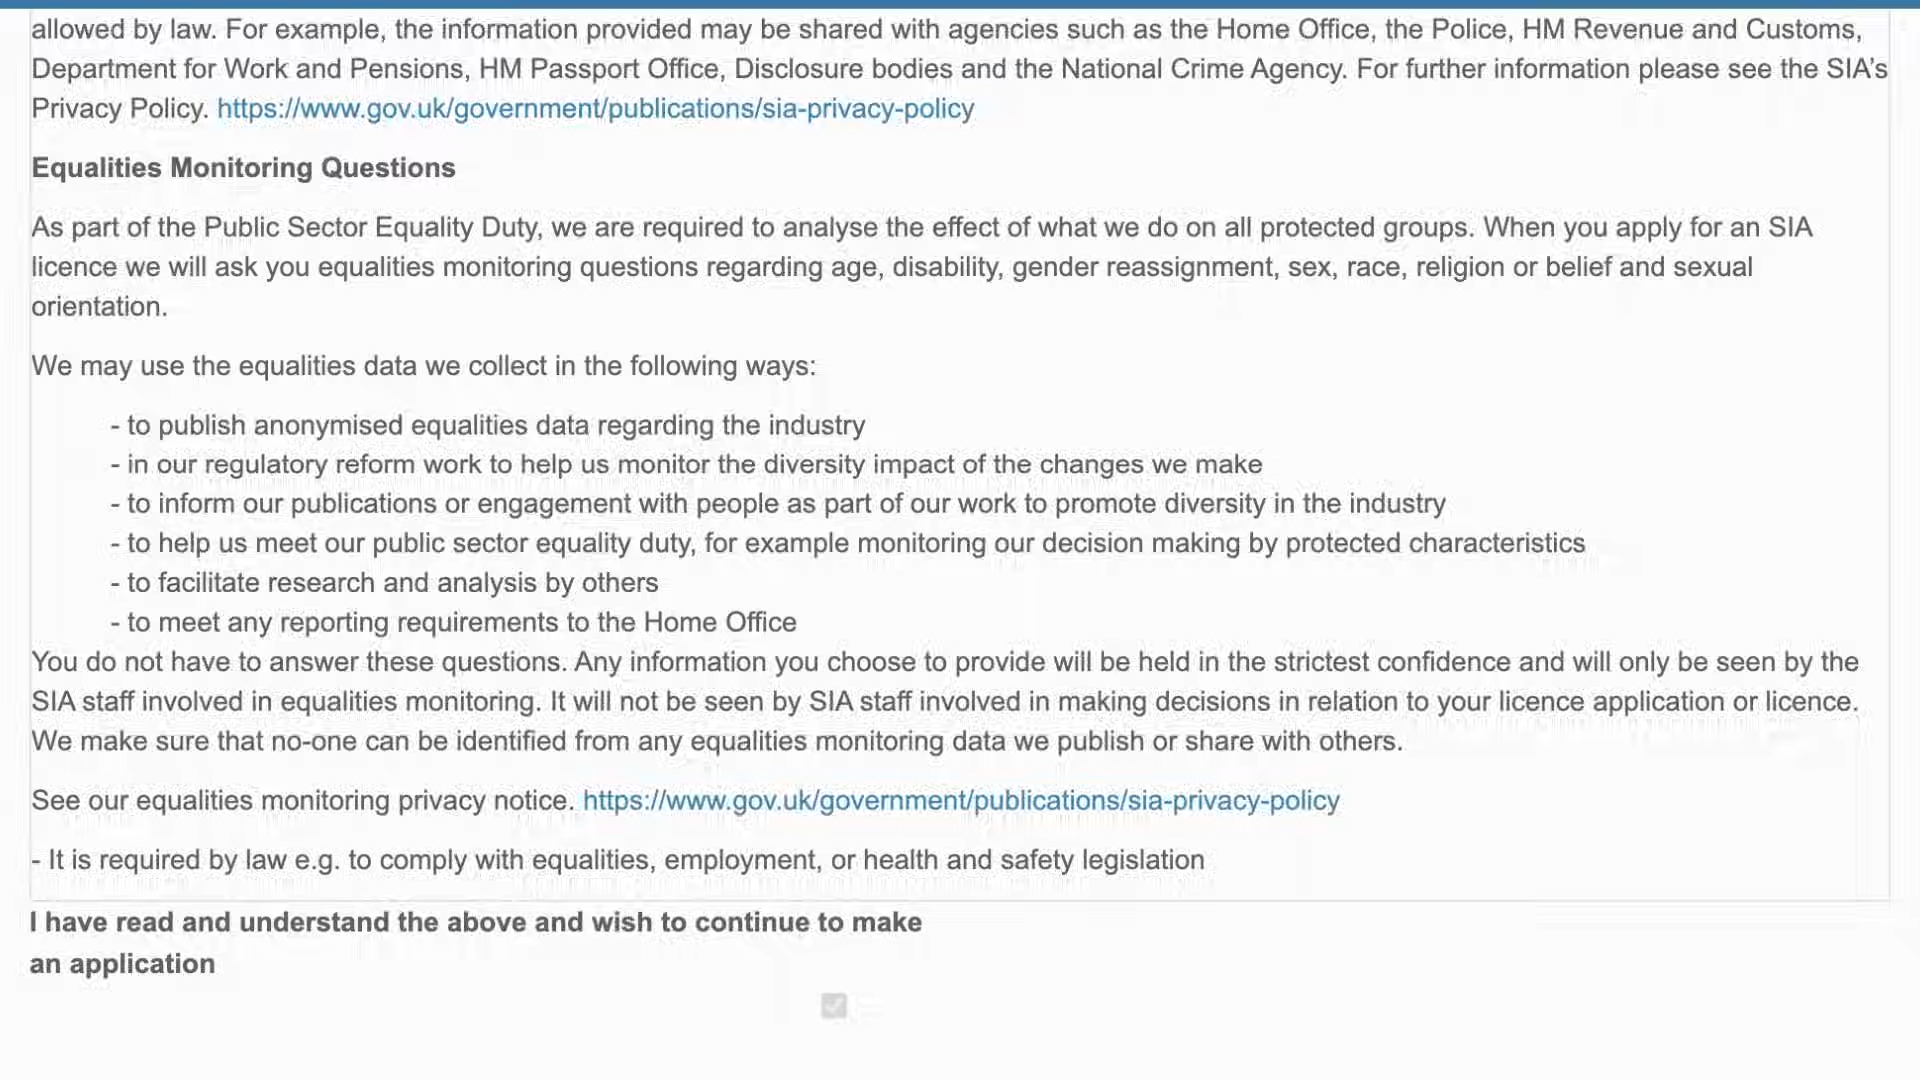 allowed by law. For example, the information provided may be shared with agencies such as the Home Office, the Police, HM Revenue and Customs,
Department for Work and Pensions, HM Passport Office, Disclosure bodies and the National Crime Agency. For further information please see the SIA's
Privacy Policy. https://www.gov.uk/government/publications/sia-privacy-policy
Equalities Monitoring Questions
As part of the Public Sector Equality Duty, we are required to analyse the effect of what we do on all protected groups. When you apply for an SIA
licence we will ask you equalities monitoring questions regarding age, disability, gender reassignment, sex, race, religion or belief and sexual
orientation.
We may use the equalities data we collect in the following ways:
- to publish anonymised equalities data regarding the industry
- in our regulatory reform work to help us monitor the diversity impact of the changes we make
- to inform our publications or engagement with people as part of our work to promote diversity in the industry
- to help us meet our public sector equality duty, for example monitoring our decision making by protected characteristics
- to facilitate research and analysis by others
- to meet any reporting requirements to the Home Office
You do not have to answer these questions. Any information you choose to provide will be held in the strictest confidence and will only be seen by the
SIA staff involved in equalities monitoring. It will not be seen by SIA staff involved in making decisions in relation to your licence application or licence.
We make sure that no-one can be identified from any equalities monitoring data we publish or share with others.
See our equalities monitoring privacy notice. https://www.gov.uk/government/publications/sia-privacy-policy
- It is required by law e.g. to comply with equalities, employment, or health and safety legislation
I have read and understand the above and wish to continue to make
an application